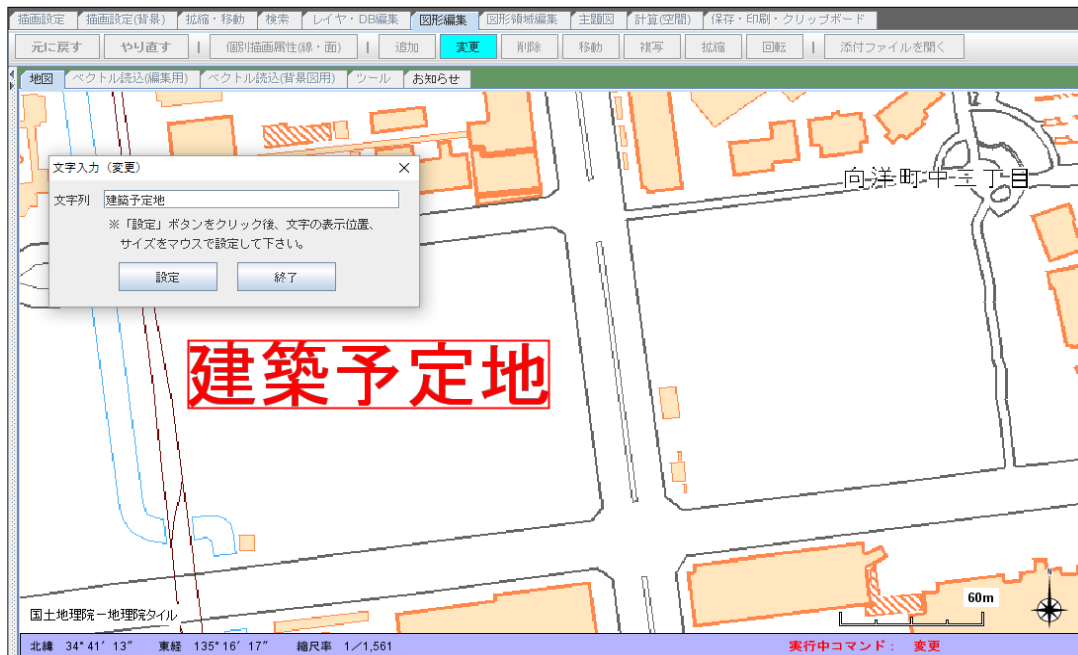 描画設定 描画設定(背景) 拡縮・移動 検索 レイヤ・DB編集 図形編集 図形領域編集 主題図 計算(空間) 保存・印刷・クリップボード
元に戻す やり直す | 個別描画属性(線・面) | 追加 変更 削除 移動 複写 拡縮 回転 | 添付ファイルを開く
地図 ベクトル読込(編集用) ベクトル読込(背景図用) ツール お知らせ
文字入力（変更）
文字列 建築予定地
※「設定」ボタンをクリック後、文字の表示位置、
サイズをマウスで設定して下さい。
設定 終了
向洋町中三丁目
建築予定地
国土地理院－地理院タイル
60m
N
北緯 34°41′13″ 東経 135°16′17″ 縮尺率 1／1,561 実行中コマンド： 変更